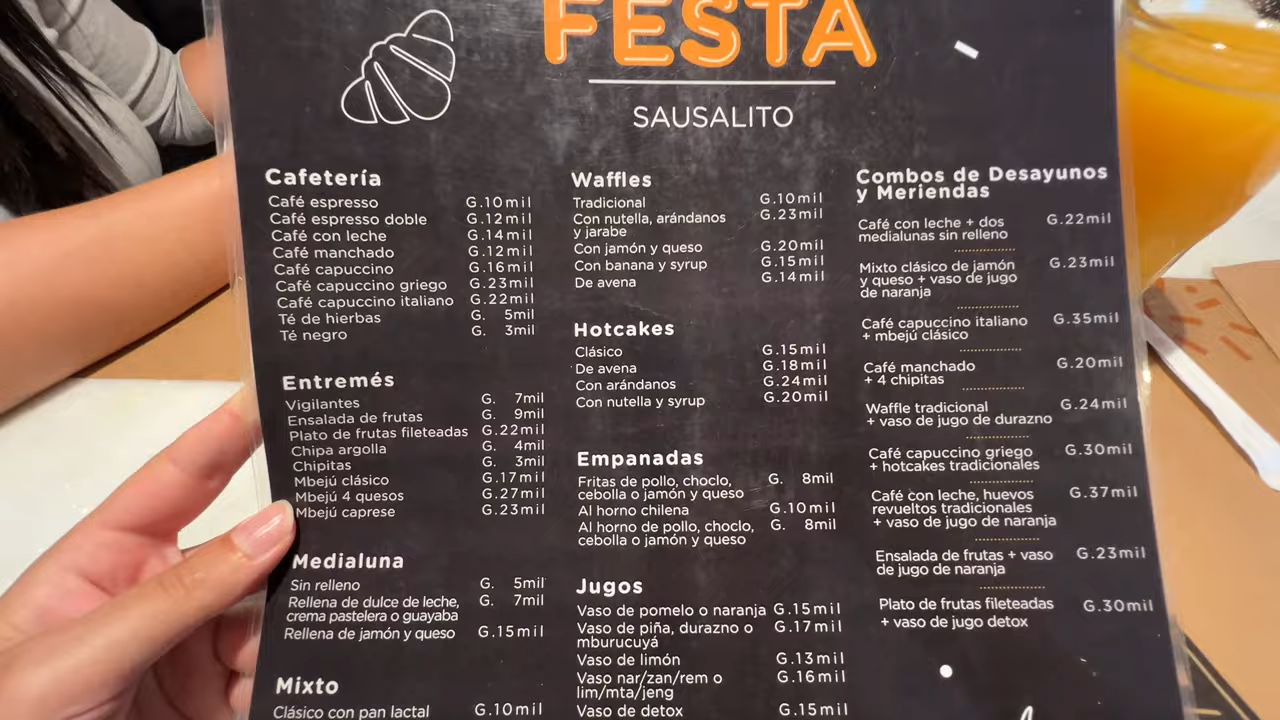 FESTA
SAUSALITO
Cafetería
Café espresso G.10mil
Café espresso doble G.12mil
Café con leche G.14mil
Café manchado G.12mil
Café capuccino G.16mil
Café capuccino griego G.23mil
Café capuccino italiano G.22mil
Té de hierbas G. 5mil
Té negro G. 3mil
Entremés
Vigilantes G. 7mil
Ensalada de frutas G. 9mil
Plato de frutas fileteadas G.22mil
Chipa argolla G. 4mil
Chipitas G. 3mil
Mbejú clásico G.17mil
Mbejú 4 quesos G.27mil
Mbejú caprese G.23mil
Medialuna
Sin relleno G. 5mil
Rellena de dulce de leche, G. 7mil
crema pastelera o guayaba
Rellena de jamón y queso G.15mil
Mixto
Clásico con pan lactal G.10mil
Waffles
Tradicional G.10mil
Con nutella, arándanos G.23mil
y jarabe
Con jamón y queso G.20mil
Con banana y syrup G.15mil
De avena G.14mil
Hotcakes
Clásico G.15mil
De avena G.18mil
Con arándanos G.24mil
Con nutella y syrup G.20mil
Empanadas
Fritas de pollo, choclo, G. 8mil
cebolla o jamón y queso
Al horno chilena G.10mil
Al horno de pollo, choclo, G. 8mil
cebolla o jamón y queso
Jugos
Vaso de pomelo o naranja G.15mil
Vaso de piña, durazno o G.17mil
mburucuyá
Vaso de limón G.13mil
Vaso nar/zan/rem o G.16mil
lim/mta/jeng
Vaso de detox G.15mil
Combos de Desayunos
y Meriendas
Café con leche + dos G.22mil
medialunas sin relleno
Mixto clásico de jamón G.23mil
y queso + vaso de jugo
de naranja
Café capuccino italiano G.35mil
+ mbejú clásico
Café manchado G.20mil
+ 4 chipitas
Waffle tradicional G.24mil
+ vaso de jugo de durazno
Café capuccino griego G.30mil
+ hotcakes tradicionales
Café con leche, huevos G.37mil
revueltos tradicionales
+ vaso de jugo de naranja
Ensalada de frutas + vaso G.23mil
de jugo de naranja
Plato de frutas fileteadas G.30mil
+ vaso de jugo detox